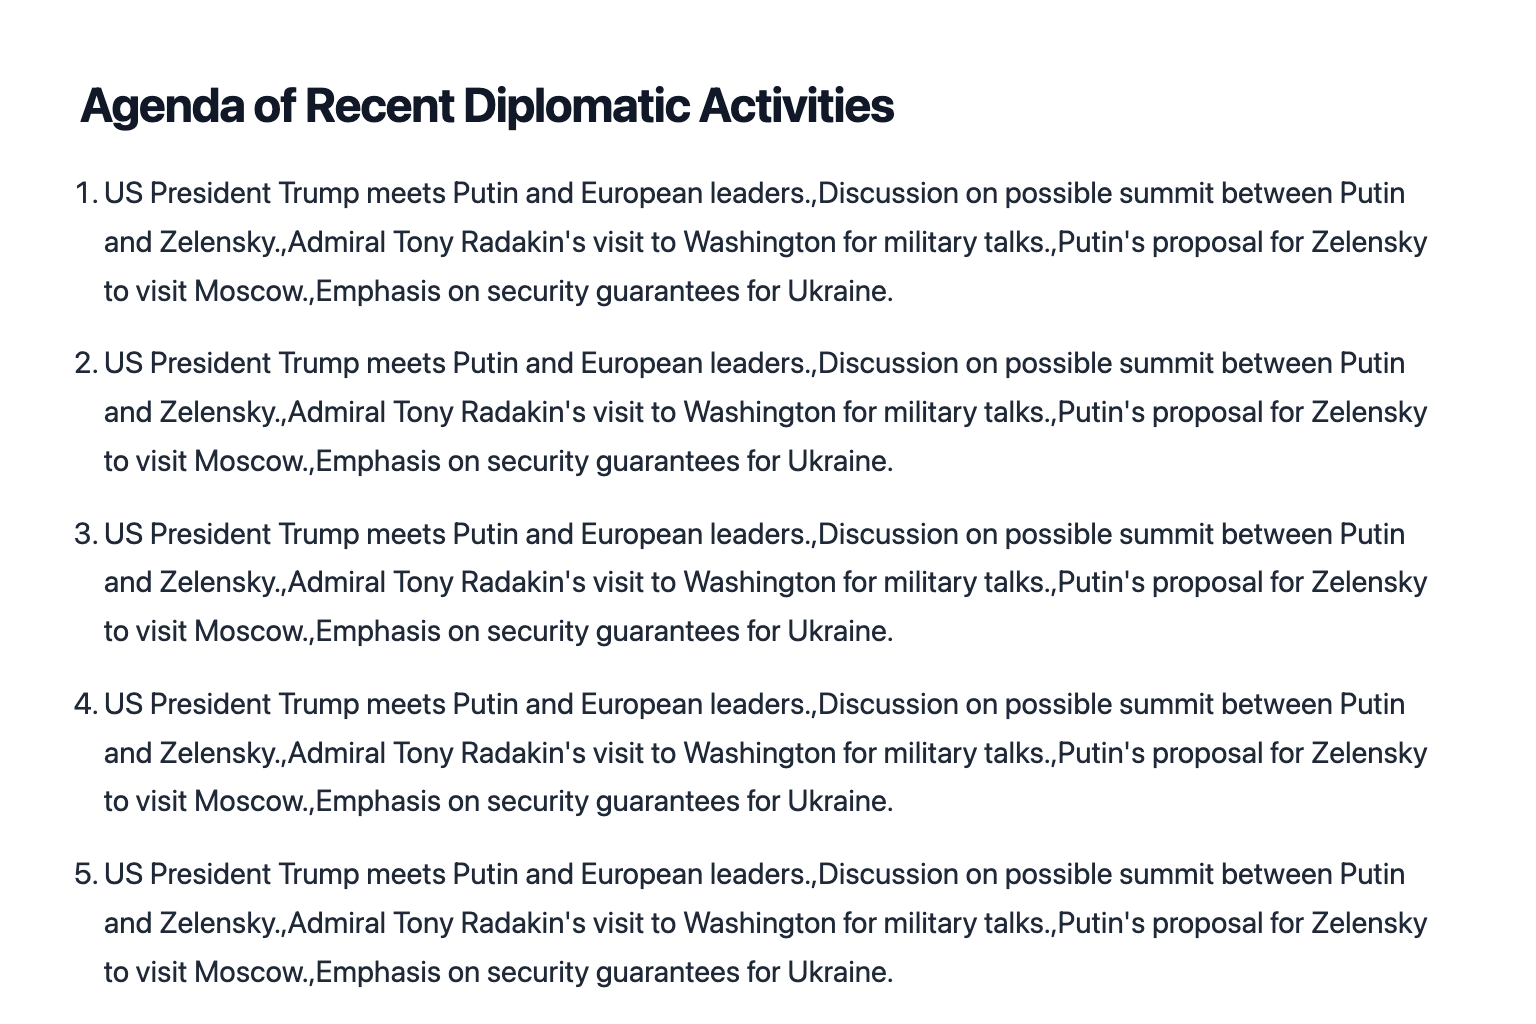 Agenda of Recent Diplomatic Activities
1. US President Trump meets Putin and European leaders.,Discussion on possible summit between Putin
and Zelensky.,Admiral Tony Radakin's visit to Washington for military talks.,Putin's proposal for Zelensky
to visit Moscow.,Emphasis on security guarantees for Ukraine.
2. US President Trump meets Putin and European leaders.,Discussion on possible summit between Putin
and Zelensky.,Admiral Tony Radakin's visit to Washington for military talks.,Putin's proposal for Zelensky
to visit Moscow.,Emphasis on security guarantees for Ukraine.
3. US President Trump meets Putin and European leaders.,Discussion on possible summit between Putin
and Zelensky.,Admiral Tony Radakin's visit to Washington for military talks.,Putin's proposal for Zelensky
to visit Moscow.,Emphasis on security guarantees for Ukraine.
4. US President Trump meets Putin and European leaders.,Discussion on possible summit between Putin
and Zelensky.,Admiral Tony Radakin's visit to Washington for military talks.,Putin's proposal for Zelensky
to visit Moscow.,Emphasis on security guarantees for Ukraine.
5. US President Trump meets Putin and European leaders.,Discussion on possible summit between Putin
and Zelensky.,Admiral Tony Radakin's visit to Washington for military talks.,Putin's proposal for Zelensky
to visit Moscow.,Emphasis on security guarantees for Ukraine.